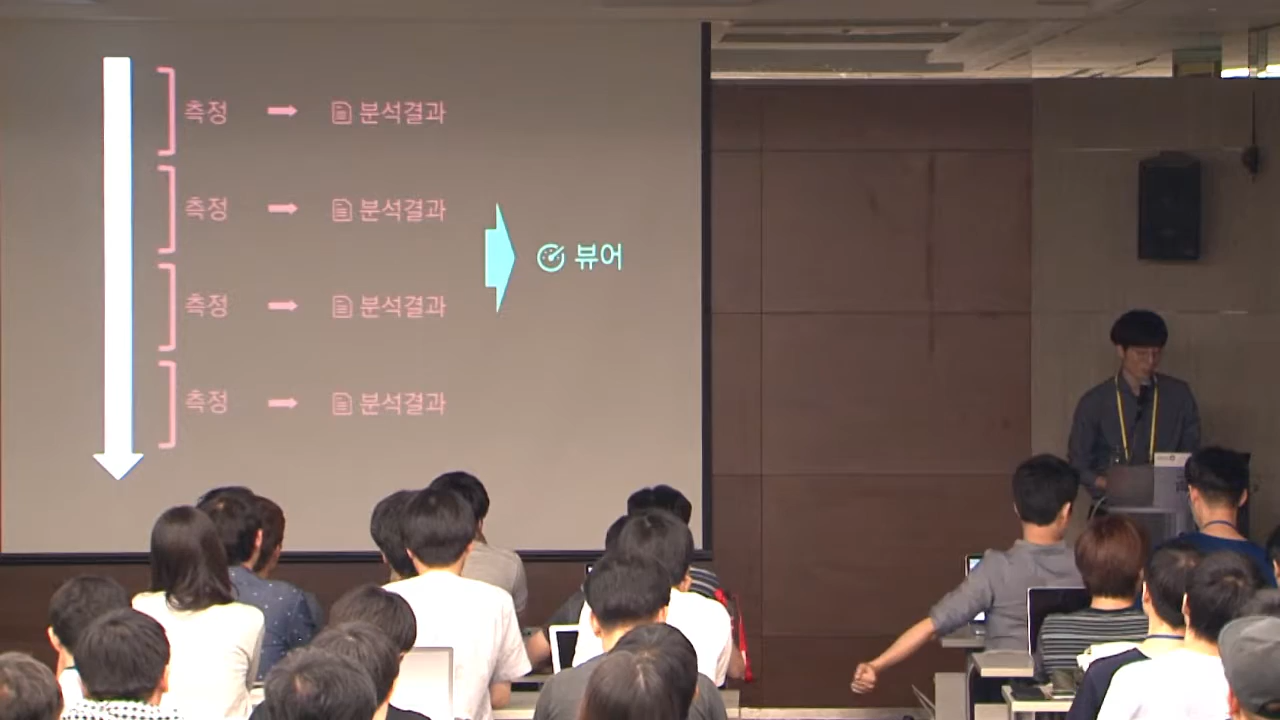 측정 → 분석결과
측정 → 분석결과
뷰어
측정 → 분석결과
측정 → 분석결과